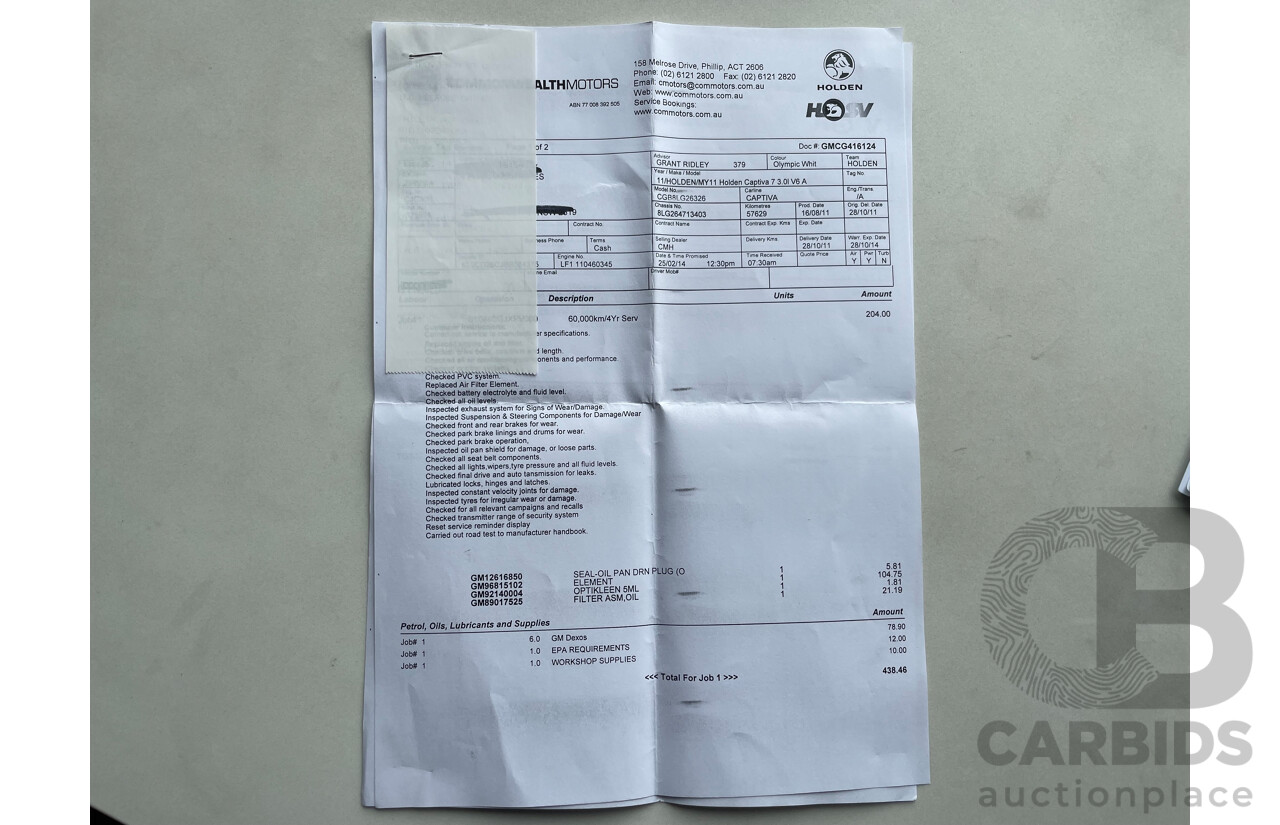 158 Melrose Drive, Phillip, ACT 2606
Phone: (02) 6121 2800 Fax: (02) 6121 2820
Email: cmotors@commotors.com.au
Web: www.commotors.com.au
Service Bookings:
www.commotors.com.au
ALTHMOTORS
ABN 77 008 392 505
HOLDEN
HSV
of 2
Doc #: GMCG416124
Advisor
GRANT RIDLEY 379
Colour
Olympic Whit
Team
HOLDEN
Year / Make / Model
11/HOLDEN/MY11 Holden Captiva 7 3.0l V6 A
Tag No
Model No.
CGB8LG26326
Carline
CAPTIVA
Eng./Trans.
/A
Chassis No.
8LG264713403
Kilometres
57629
Prod. Date
16/08/11
Orig. Del. Date
28/10/11
Contract No.
Contract Name
Contract Exp. Kms
Exp. Date
ness Phone
Terms
Cash
Selling Dealer
CMH
Delivery Kms
Delivery Date
28/10/11
Warr. Exp. Date
28/10/14
Engine No.
LF1 110460345
Date & Time Promised
25/02/14 12:30pm
Time Received
07:30am
Quote Price
Air Pwr Turb
Y Y N
ne Email
Driver Mob#
Description Units Amount
60,000km/4Yr Serv 204.00
er specifications.
d length.
onents and performance.
Checked PVC system.
Replaced Air Filter Element.
Checked battery electrolyte and fluid level.
Checked all oil levels
Inspected exhaust system for Signs of Wear/Damage.
Inspected Suspension & Steering Components for Damage/Wear
Checked front and rear brakes for wear.
Checked park brake linings and drums for wear.
Checked park brake operation,
Inspected oil pan shield for damage, or loose parts.
Checked all seat belt components.
Checked all lights,wipers,tyre pressure and all fluid levels.
Checked final drive and auto tansmission for leaks.
Lubricated locks, hinges and latches.
Inspected constant velocity joints for damage.
Inspected tyres for irregular wear or damage.
Checked for all relevant campaigns and recalls
Checked transmitter range of security system
Reset service reminder display
Carried out road test to manufacturer handbook.
GM12616850 SEAL-OIL PAN DRN PLUG (O 1 5.81
GM96815102 ELEMENT 1 104.75
GM92140004 OPTIKLEEN 5ML 1 1.81
GM89017525 FILTER ASM,OIL 1 21.19
Petrol, Oils, Lubricants and Supplies Amount
Job# 1 6.0 GM Dexos 78.90
Job# 1 1.0 EPA REQUIREMENTS 12.00
Job# 1 1.0 WORKSHOP SUPPLIES 10.00
<<< Total For Job 1 >>> 438.46
CARBIDS
auctionplace